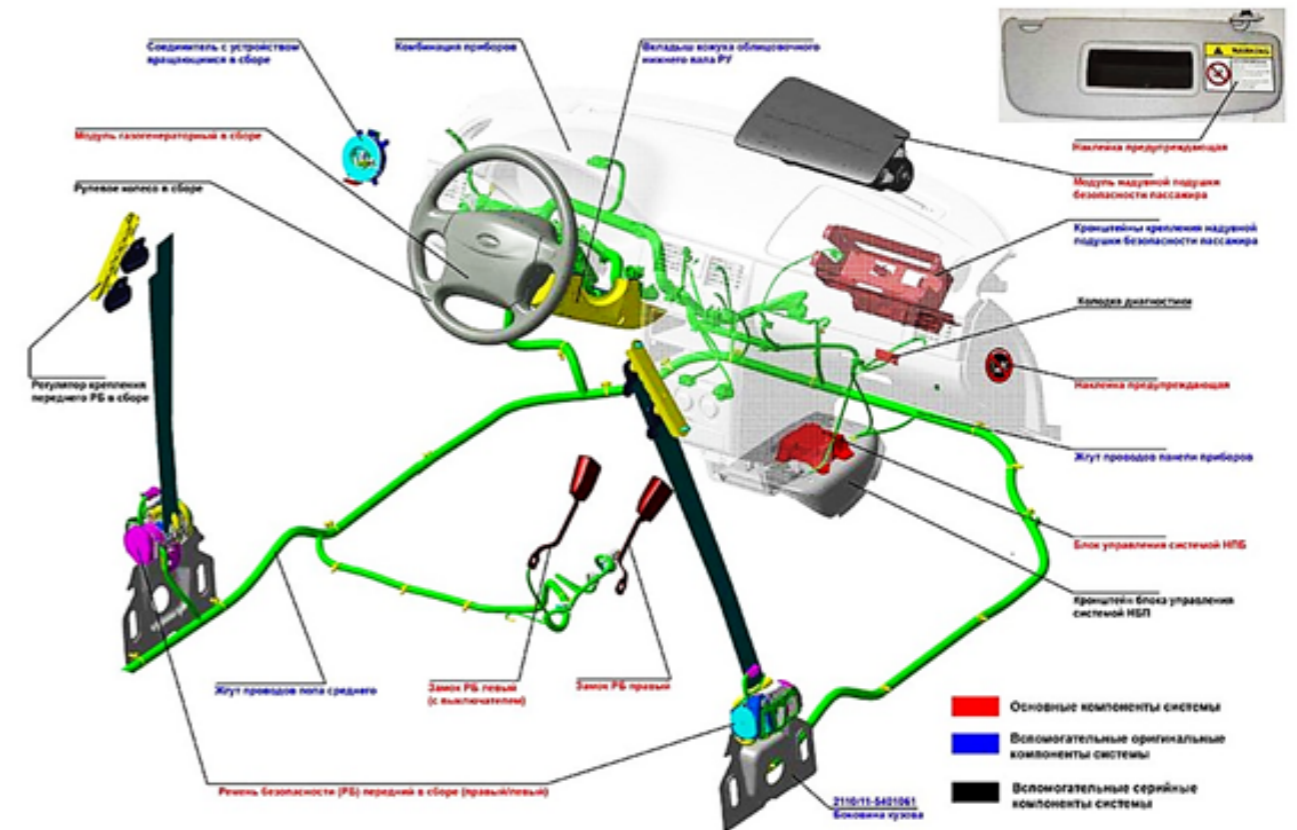 Соединитель с устройством
вращающимся в сборе
Комбинация приборов
Вкладыш кожуха облицовочного
нижнего вала РУ
WARNING
Модуль газогенераторный в сборе
Рулевое колесо в сборе
Наклейка предупреждающая
Модуль надувной подушки
безопасности пассажира
Кронштейны крепления надувной
подушки безопасности пассажира
Колодка диагностики
Регулятор крепления
переднего РБ в сборе
Наклейка предупреждающая
Жгут проводов панели приборов
Блок управления системой НПБ
Кронштейн блока управления
системой НБП
Жгут проводов пола среднего
Замок РБ левый
(с выключателем)
Замок РБ правый
Ремень безопасности (РБ) передний в сборе (правый/левый)
2110/11-5401061
Боковина кузова
Основные компоненты системы
Вспомогательные оригинальные
компоненты системы
Вспомогательные серийные
компоненты системы